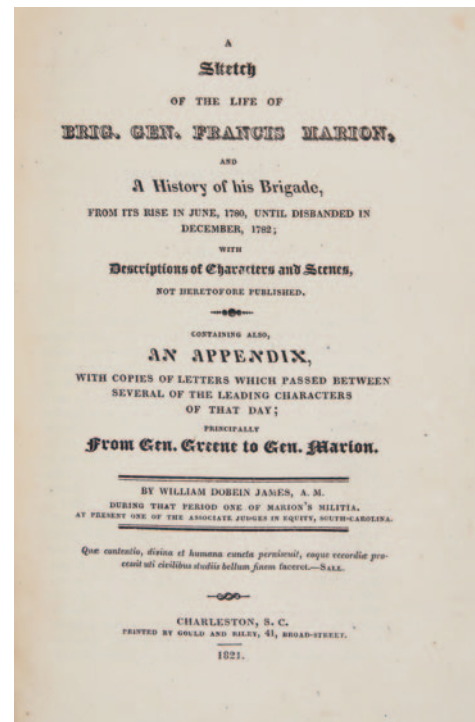 A
Sketch
OF THE LIFE OF
BRIG. GEN. FRANCIS MARION,
AND
A History of his Brigade,
FROM ITS RISE IN JUNE, 1780, UNTIL DISBANDED IN
DECEMBER, 1782;
WITH
Descriptions of Characters and Scenes,
NOT HERETOFORE PUBLISHED.
CONTAINING ALSO,
AN APPENDIX,
WITH COPIES OF LETTERS WHICH PASSED BETWEEN
SEVERAL OF THE LEADING CHARACTERS
OF THAT DAY;
PRINCIPALLY
From Gen. Greene to Gen. Marion.
BY WILLIAM DOBEIN JAMES, A. M.
DURING THAT PERIOD ONE OF MARION'S MILITIA.
AT PRESENT ONE OF THE ASSOCIATE JUDGES IN EQUITY, SOUTH-CAROLINA.
Quæ contentio, divina et humana cuncta permiscuit, eoque vecordiæ pro-
cessit uti civilibus studiis bellum finem faceret.—SALL.
CHARLESTON, S. C.
PRINTED BY GOULD AND RILEY, 41, BROAD-STREET.
1821.